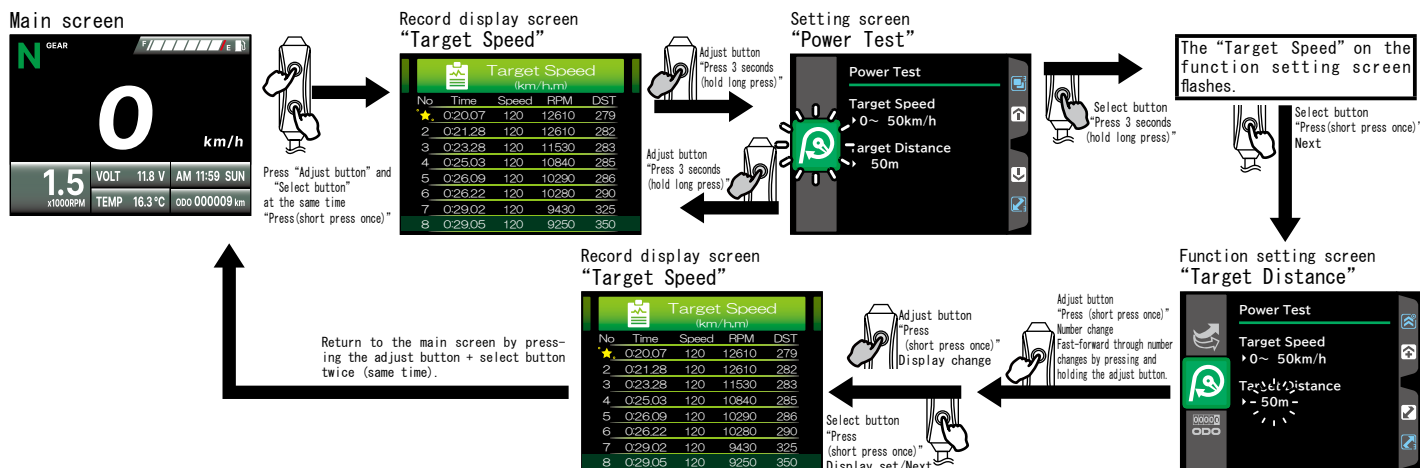 Main screen
N GEAR
F E
0
km/h
1.5
x1000RPM
VOLT 11.8 V
AM 11:59 SUN
TEMP 16.3 °C
ODO 000009 km
Press “Adjust button” and
“Select button”
at the same time
“Press(short press once)”
Record display screen
“Target Speed”
Target Speed
(km/h,m)
No Time Speed RPM DST
0:20.07 120 12610 279
2 0:21.28 120 12610 282
3 0:23.28 120 11530 283
4 0:25.03 120 10840 285
5 0:26.09 120 10290 286
6 0:26.22 120 10280 290
7 0:29.02 120 9430 325
8 0:29.05 120 9250 350
Adjust button
“Press 3 seconds
(hold long press)”
Adjust button
“Press 3 seconds
(hold long press)”
Setting screen
“Power Test”
Power Test
Target Speed
0~ 50km/h
Target Distance
50m
Select button
“Press 3 seconds
(hold long press)”
The “Target Speed” on the
function setting screen
flashes.
Select button
“Press(short press once)”
Next
Function setting screen
“Target Distance”
Power Test
Target Speed
0~ 50km/h
Target Distance
50m
00000
ODO
Adjust button
“Press (short press once)”
Number change
Fast-forward through number
changes by pressing and
holding the adjust button.
Adjust button
“Press
(short press once)”
Display change
Select button
“Press
(short press once)”
Display set/Next
Record display screen
“Target Speed”
Target Speed
(km/h,m)
No Time Speed RPM DST
0:20.07 120 12610 279
2 0:21.28 120 12610 282
3 0:23.28 120 11530 283
4 0:25.03 120 10840 285
5 0:26.09 120 10290 286
6 0:26.22 120 10280 290
7 0:29.02 120 9430 325
8 0:29.05 120 9250 350
Return to the main screen by press-
ing the adjust button + select button
twice (same time).